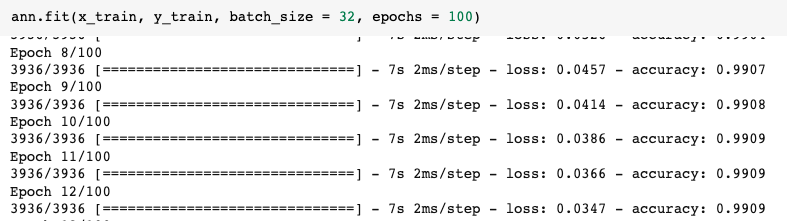 ann.fit(x_train, y_train, batch_size = 32, epochs = 100)
Epoch 8/100
3936/3936 [==============================] - 7s 2ms/step - loss: 0.0457 - accuracy: 0.9907
Epoch 9/100
3936/3936 [==============================] - 7s 2ms/step - loss: 0.0414 - accuracy: 0.9908
Epoch 10/100
3936/3936 [==============================] - 7s 2ms/step - loss: 0.0386 - accuracy: 0.9909
Epoch 11/100
3936/3936 [==============================] - 7s 2ms/step - loss: 0.0366 - accuracy: 0.9909
Epoch 12/100
3936/3936 [==============================] - 7s 2ms/step - loss: 0.0347 - accuracy: 0.9909